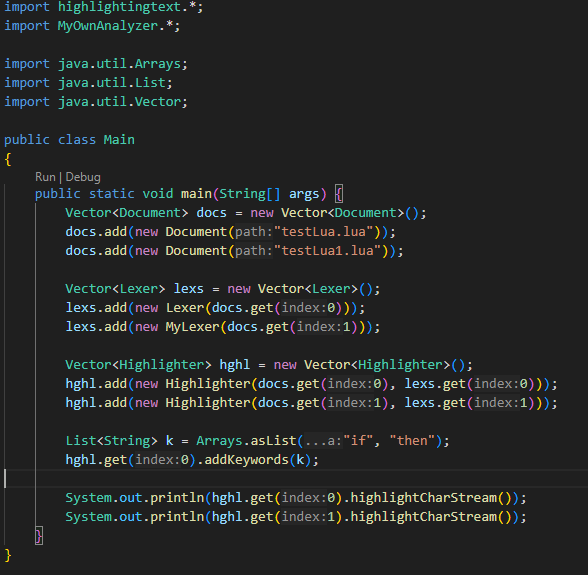 import highlightingtext.*;
import MyOwnAnalyzer.*;
import java.util.Arrays;
import java.util.List;
import java.util.Vector;
public class Main
{
Run | Debug
public static void main(String[] args) {
Vector<Document> docs = new Vector<Document>();
docs.add(new Document(path:"testLua.lua"));
docs.add(new Document(path:"testLua1.lua"));
Vector<Lexer> lexs = new Vector<Lexer>();
lexs.add(new Lexer(docs.get(index:0)));
lexs.add(new MyLexer(docs.get(index:1)));
Vector<Highlighter> hghl = new Vector<Highlighter>();
hghl.add(new Highlighter(docs.get(index:0), lexs.get(index:0)));
hghl.add(new Highlighter(docs.get(index:1), lexs.get(index:1)));
List<String> k = Arrays.asList(...a:"if", "then");
hghl.get(index:0).addKeywords(k);
System.out.println(hghl.get(index:0).highlightCharStream());
System.out.println(hghl.get(index:1).highlightCharStream());
}
}